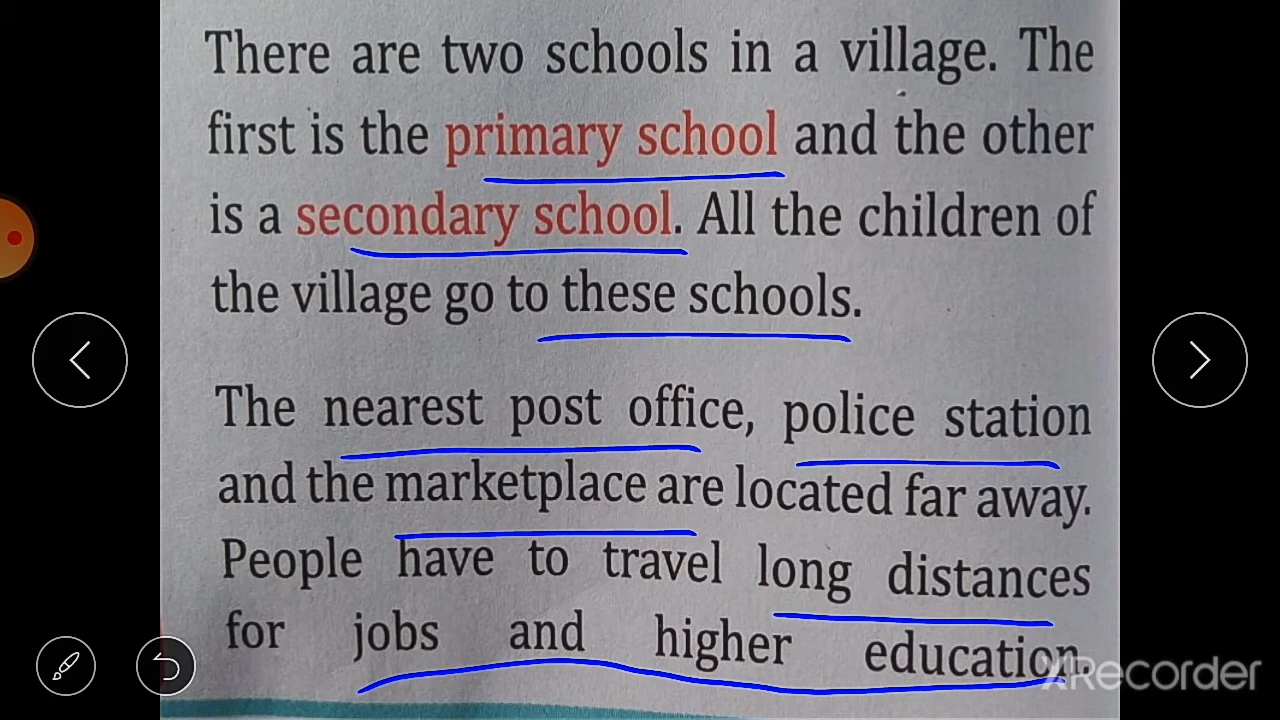 There are two schools in a village. The
first is the primary school and the other
is a secondary school. All the children of
the village go to these schools.
The nearest post office, police station
and the marketplace are located far away.
People have to travel long distances
for jobs and higher education.
XRecorder